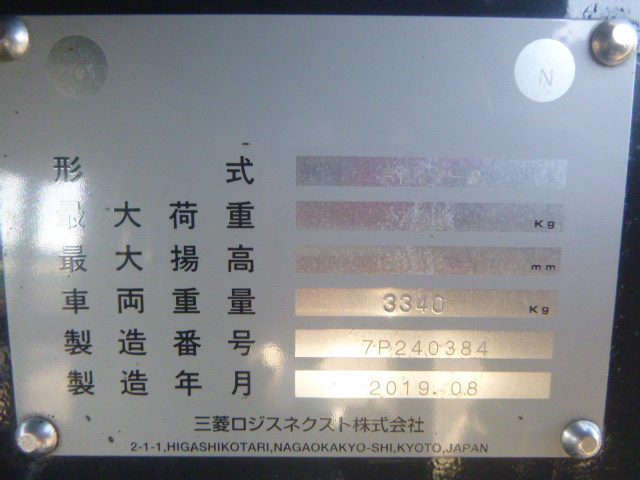 N
形式
最大荷重 Kg
最大揚高 mm
車両重量 3340 Kg
製造番号 7P240384
製造年月 2019.08
三菱ロジスネクスト株式会社
2-1-1,HIGASHIKOTARI,NAGAOKAKYO-SHI,KYOTO,JAPAN